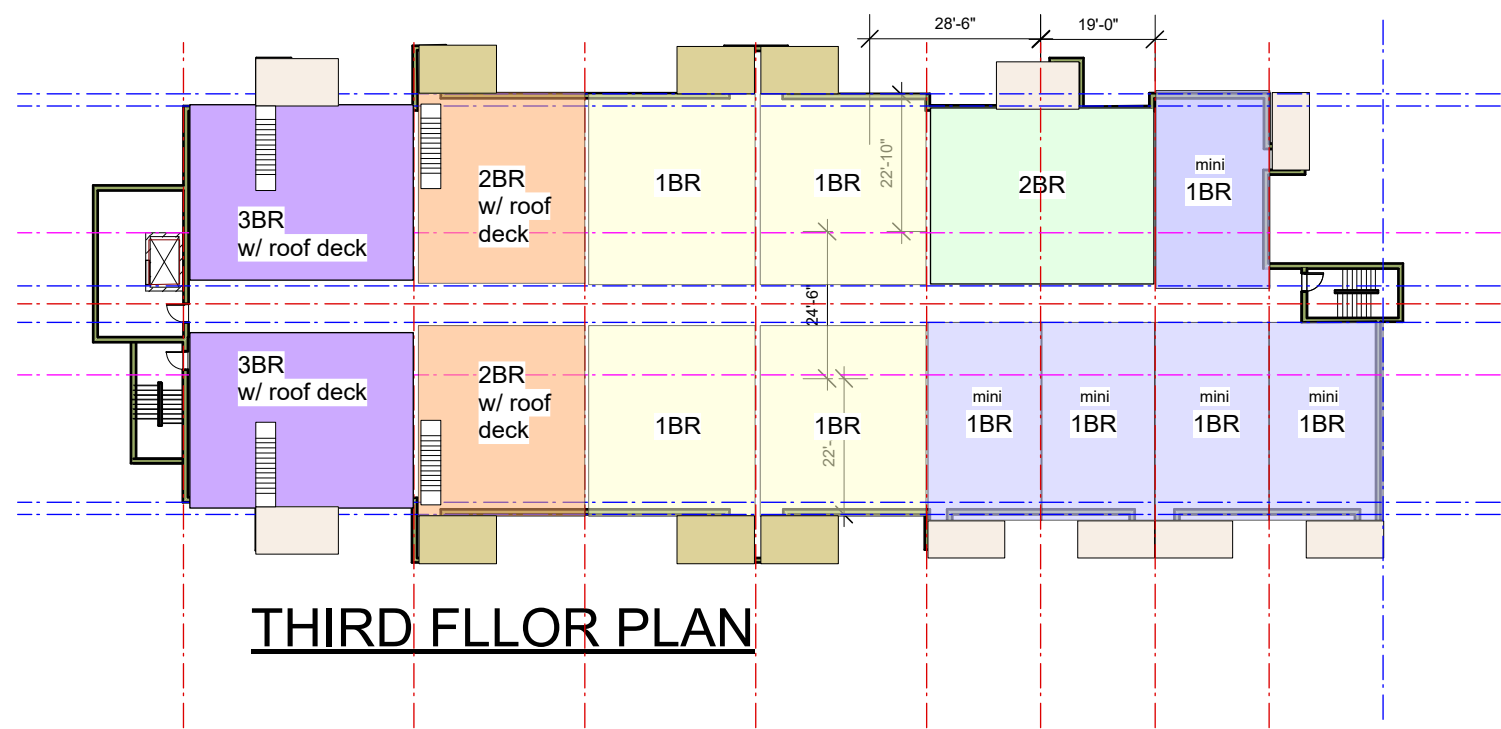 28'-6"
19'-0"
22'-10"
3BR
w/ roof deck
2BR
w/ roof
deck
1BR
1BR
2BR
mini
1BR
24'-6"
3BR
w/ roof deck
2BR
w/ roof
deck
1BR
1BR
22'-
mini
1BR
mini
1BR
mini
1BR
mini
1BR
THIRD FLLOR PLAN